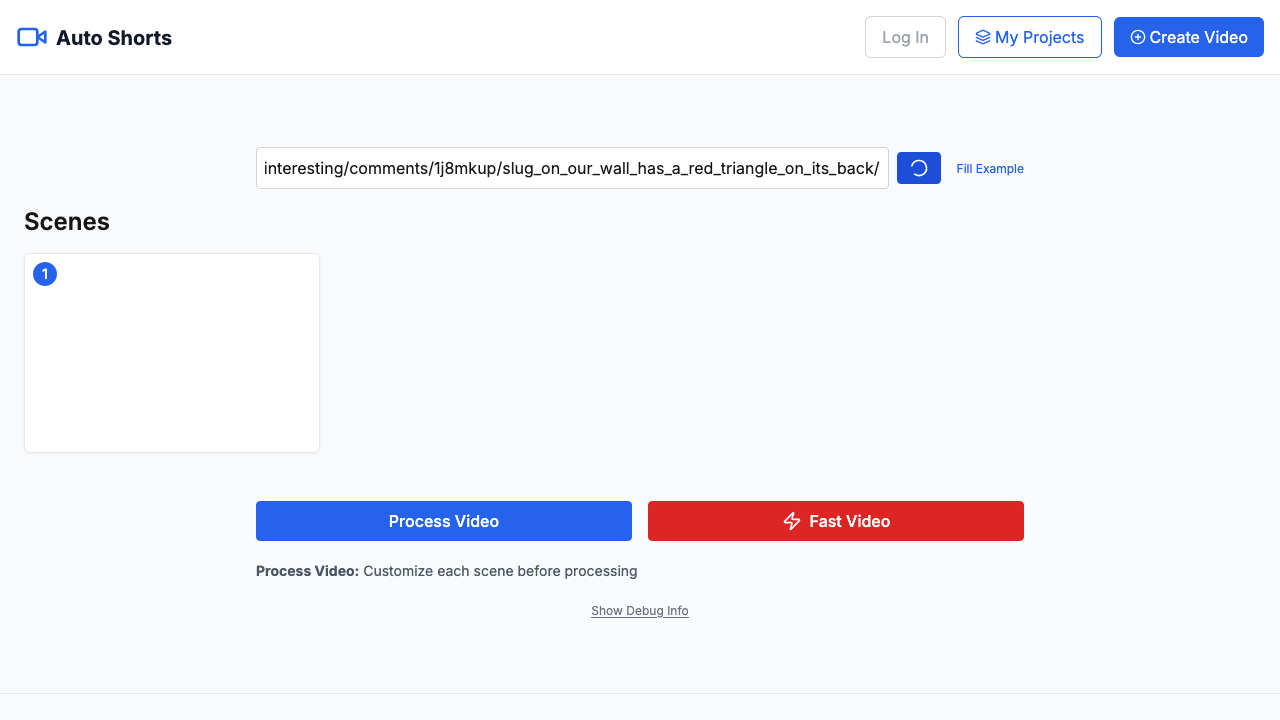 Auto Shorts
Log In
My Projects
Create Video
interesting/comments/1j8mkup/slug_on_our_wall_has_a_red_triangle_on_its_back/
Fill Example
Scenes
1
Process Video
Fast Video
Process Video: Customize each scene before processing
Show Debug Info